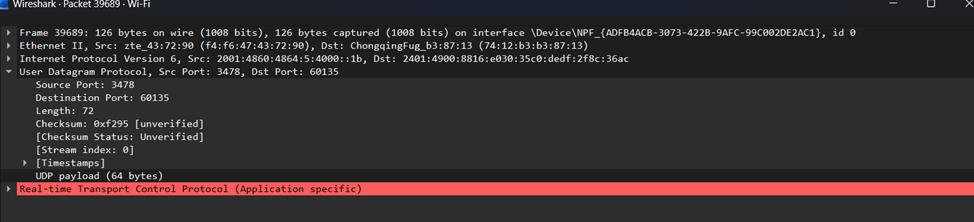 Wireshark · Packet 39689 · Wi-Fi
Frame 39689: 126 bytes on wire (1008 bits), 126 bytes captured (1008 bits) on interface \Device\NPF_{ADFB4ACB-3073-422B-9AFC-99C002DE2AC1}, id 0
Ethernet II, Src: zte_43:72:90 (f4:f6:47:43:72:90), Dst: ChongqingFug_b3:87:13 (74:12:b3:b3:87:13)
Internet Protocol Version 6, Src: 2001:4860:4864:5:4000::1b, Dst: 2401:4900:8816:e030:35c0:dedf:2f8c:36ac
User Datagram Protocol, Src Port: 3478, Dst Port: 60135
Source Port: 3478
Destination Port: 60135
Length: 72
Checksum: 0xf295 [unverified]
[Checksum Status: Unverified]
[Stream index: 0]
[Timestamps]
UDP payload (64 bytes)
Real-time Transport Control Protocol (Application specific)